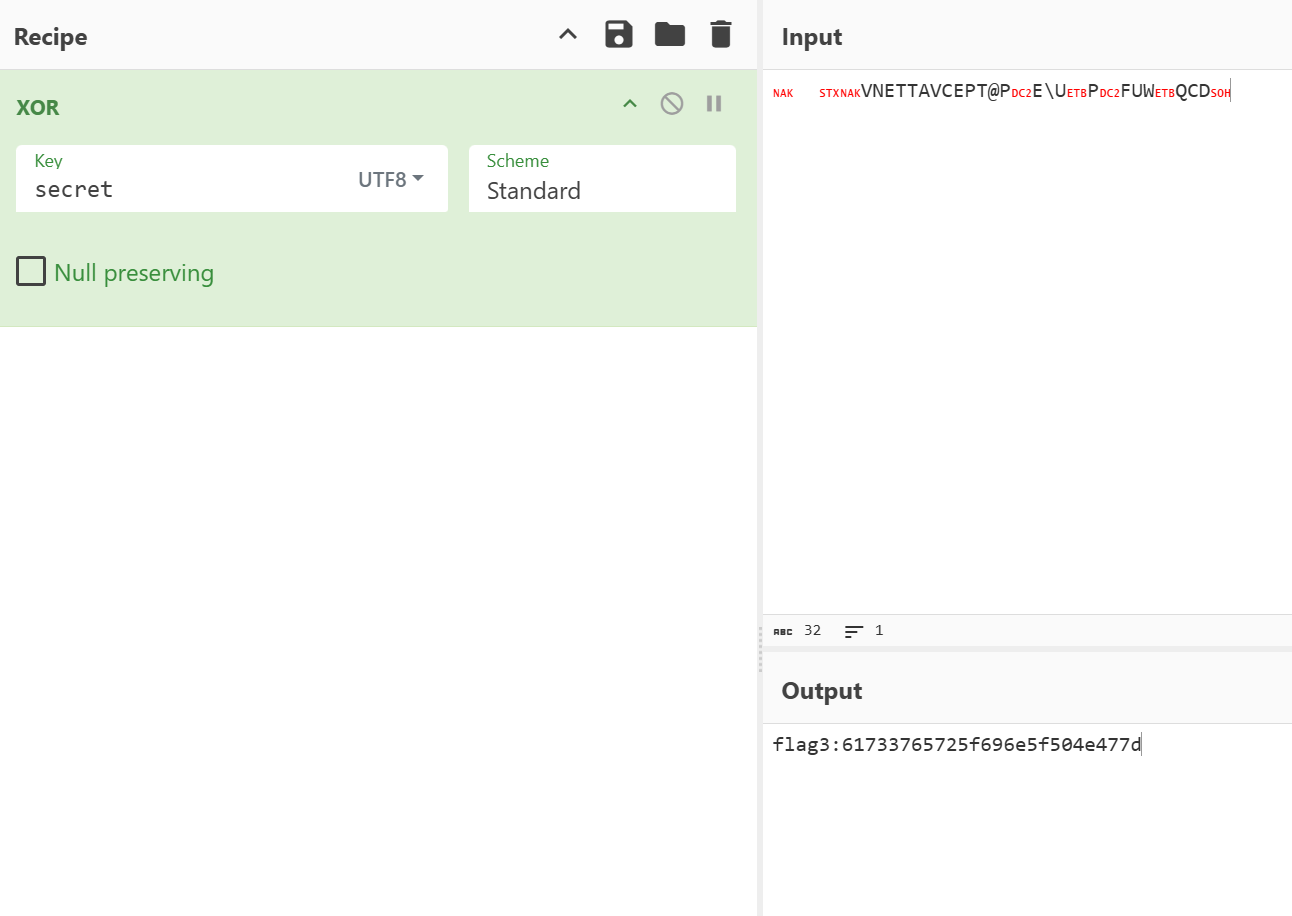 Recipe
XOR
Key
secret
UTF8
Scheme
Standard
Null preserving
Input
NAK STXNAKVNETTAVCEPT@PDC2E\UETBPDC2FUWETBQCDSOH
ABC 32 1
Output
flag3:61733765725f696e5f504e477d